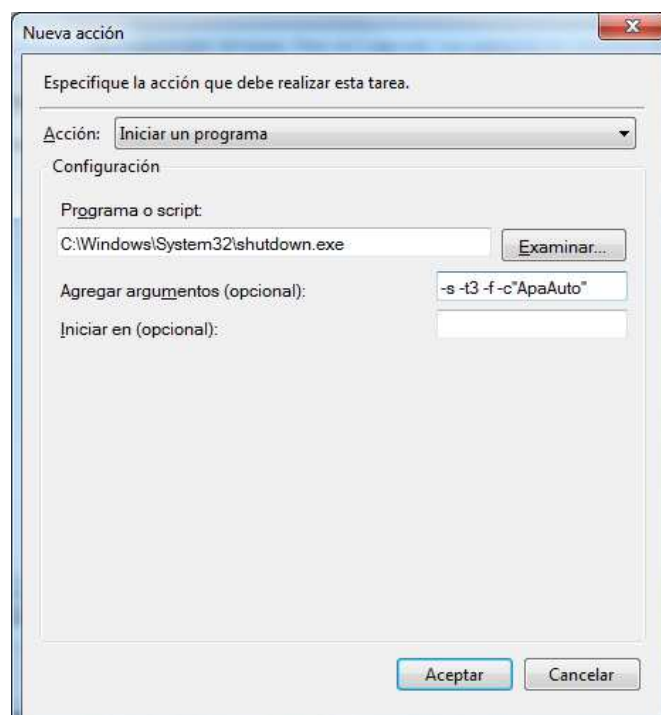 Nueva acción
Especifique la acción que debe realizar esta tarea.
Acción: Iniciar un programa
Configuración
Programa o script:
C:\Windows\System32\shutdown.exe Examinar...
Agregar argumentos (opcional): -s -t3 -f -c"ApaAuto"
Iniciar en (opcional):
Aceptar Cancelar